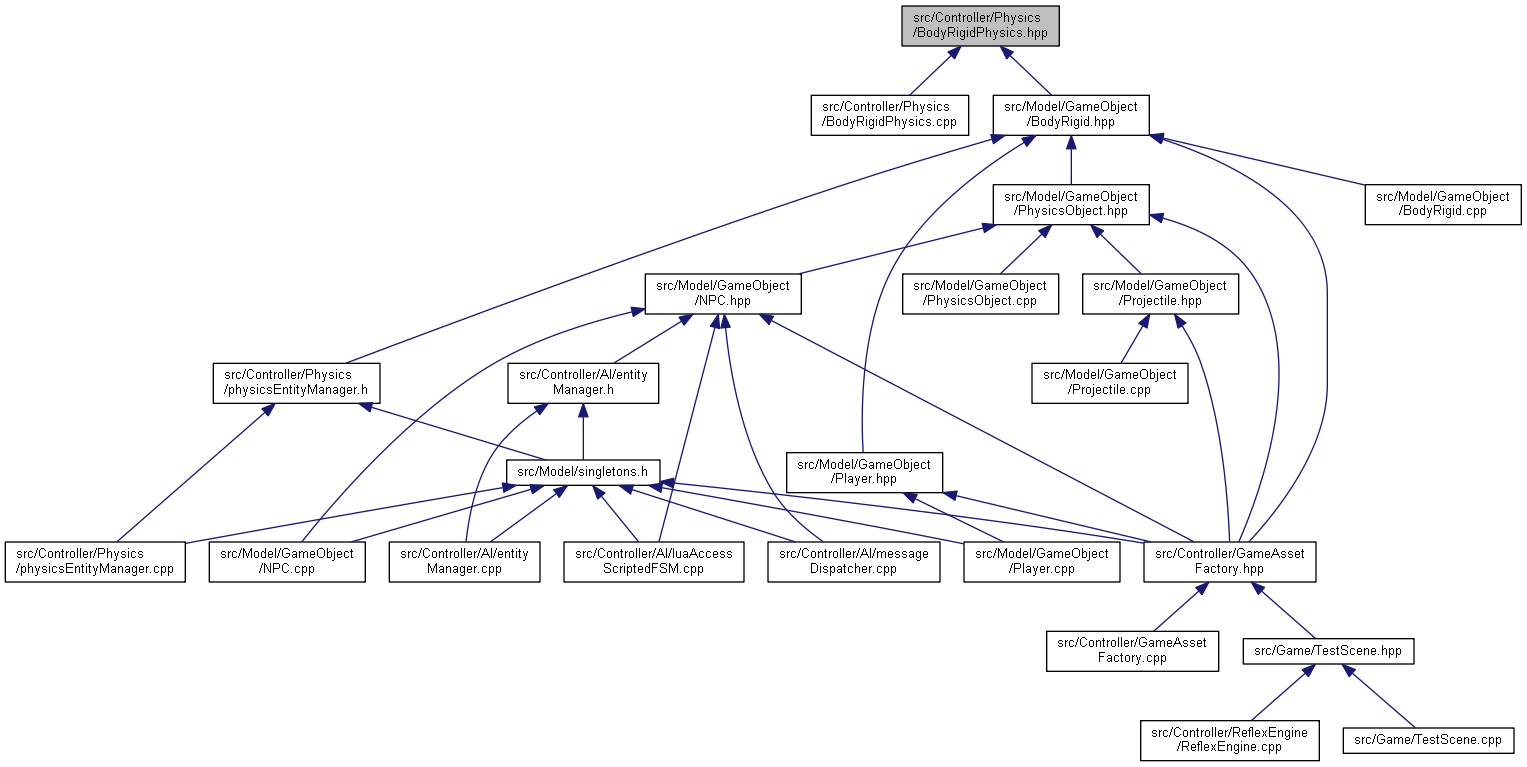 src/Controller/Physics
/BodyRigidPhysics.hpp
src/Controller/Physics
/BodyRigidPhysics.cpp
src/Model/GameObject
/BodyRigid.hpp
src/Model/GameObject
/PhysicsObject.hpp
src/Model/GameObject
/BodyRigid.cpp
src/Model/GameObject
/NPC.hpp
src/Model/GameObject
/PhysicsObject.cpp
src/Model/GameObject
/Projectile.hpp
src/Controller/Physics
/physicsEntityManager.h
src/Controller/AI/entity
Manager.h
src/Model/GameObject
/Projectile.cpp
src/Model/singletons.h
src/Model/GameObject
/Player.hpp
src/Controller/Physics
/physicsEntityManager.cpp
src/Model/GameObject
/NPC.cpp
src/Controller/AI/entity
Manager.cpp
src/Controller/AI/luaAccess
ScriptedFSM.cpp
src/Controller/AI/message
Dispatcher.cpp
src/Model/GameObject
/Player.cpp
src/Controller/GameAsset
Factory.hpp
src/Controller/GameAsset
Factory.cpp
src/Game/TestScene.hpp
src/Controller/ReflexEngine
/ReflexEngine.cpp
src/Game/TestScene.cpp